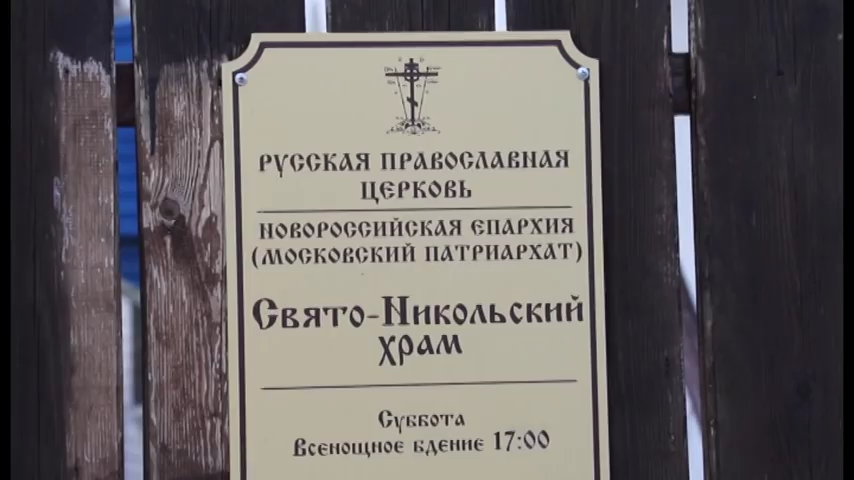 РУССКАЯ ПРАВОСЛАВНАЯ
ЦЕРКОВЬ
НОВОРОССИЙСКАЯ ЕПАРХИЯ
(МОСКОВСКИЙ ПАТРИАРХАТ)
Свято-Никольский
храм
Суббота
Всенощное бдение 17:00